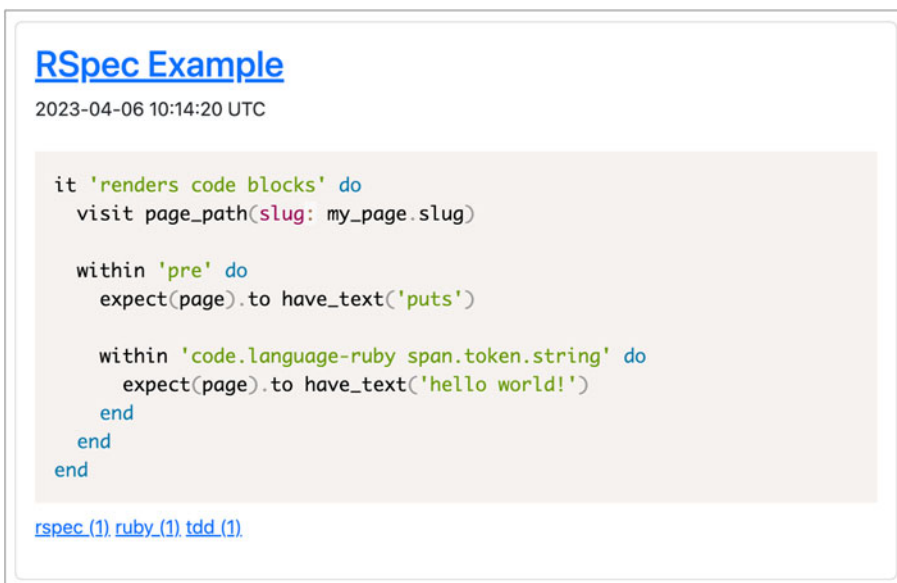 RSpec Example
2023-04-06 10:14:20 UTC
it 'renders code blocks' do
  visit page_path(slug: my_page.slug)
  within 'pre' do
    expect(page).to have_text('puts')
    within 'code.language-ruby span.token.string' do
      expect(page).to have_text('hello world!')
    end
  end
end
rspec (1) ruby (1) tdd (1)